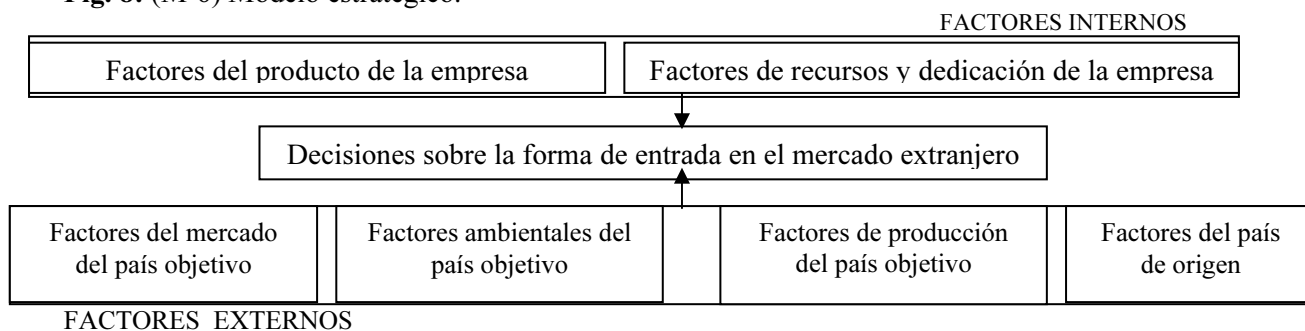 Fig. 8. (M-6) Modelo estratégico.
FACTORES INTERNOS
Factores del producto de la empresa
Factores de recursos y dedicación de la empresa
Decisiones sobre la forma de entrada en el mercado extranjero
Factores del mercado
del país objetivo
Factores ambientales del
país objetivo
Factores de producción
del país objetivo
Factores del país
de origen
FACTORES EXTERNOS